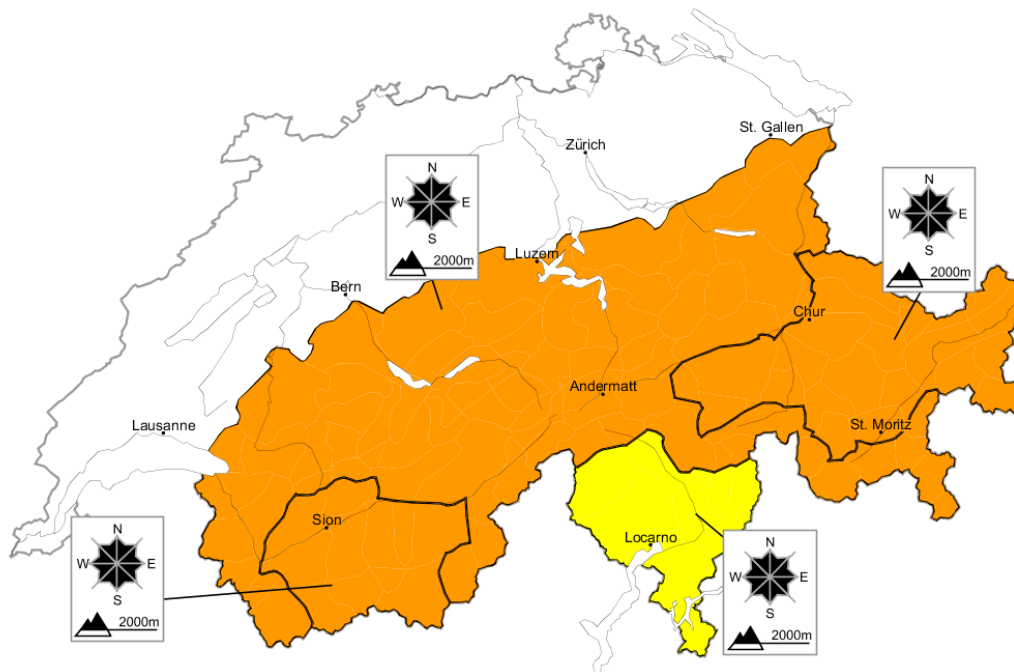 St. Gallen
Zürich
N
W E
S
2000m
N
W E
S
2000m
Luzern
Bern
Chur
Andermatt
Lausanne
St. Moritz
Sion
N
W E
S
2000m
Locarno
N
W E
S
2000m